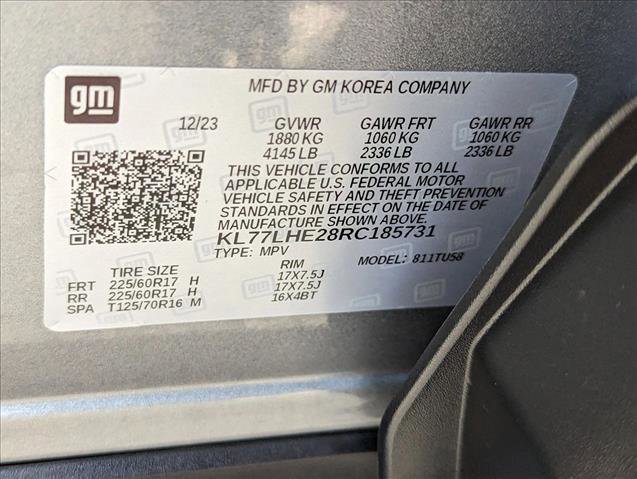 gm
MFD BY GM KOREA COMPANY
12/23 GVWR GAWR FRT GAWR RR
1880 KG 1060 KG 1060 KG
4145 LB 2336 LB 2336 LB
THIS VEHICLE CONFORMS TO ALL
APPLICABLE U.S. FEDERAL MOTOR
VEHICLE SAFETY AND THEFT PREVENTION
STANDARDS IN EFFECT ON THE DATE OF
MANUFACTURE SHOWN ABOVE.
KL77LHE28RC185731
TYPE: MPV MODEL: 811TU58
TIRE SIZE RIM
FRT 225/60R17 H 17X7.5J
RR 225/60R17 H 17X7.5J
SPA T125/70R16 M 16X4BT